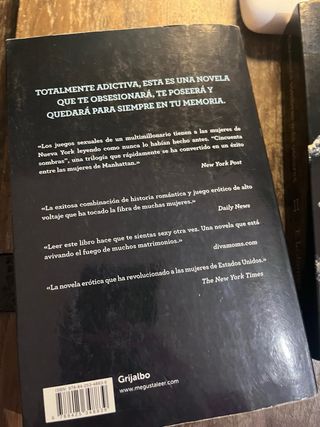 TOTALMENTE ADICTIVA, ESTA ES UNA NOVELA
QUE TE OBSESIONARÁ, TE POSEERÁ Y
QUEDARÁ PARA SIEMPRE EN TU MEMORIA.
«Los juegos sexuales de un multimillonario tienen a las mujeres de
Nueva York leyendo como nunca lo habían hecho antes. "Cincuenta
sombras", una trilogía que rápidamente se ha convertido en un éxito
entre las mujeres de Manhattan.»
New York Post
«La exitosa combinación de historia romántica y juego erótico de alto
voltaje que ha tocado la fibra de muchas mujeres.»
Daily News
«Leer este libro hace que te sientas sexy otra vez. Una novela que está
avivando el fuego de muchos matrimonios.»
divamoms.com
«La novela erótica que ha revolucionado a las mujeres de Estados Unidos.»
The New York Times
Grijalbo
www.megustaleer.com